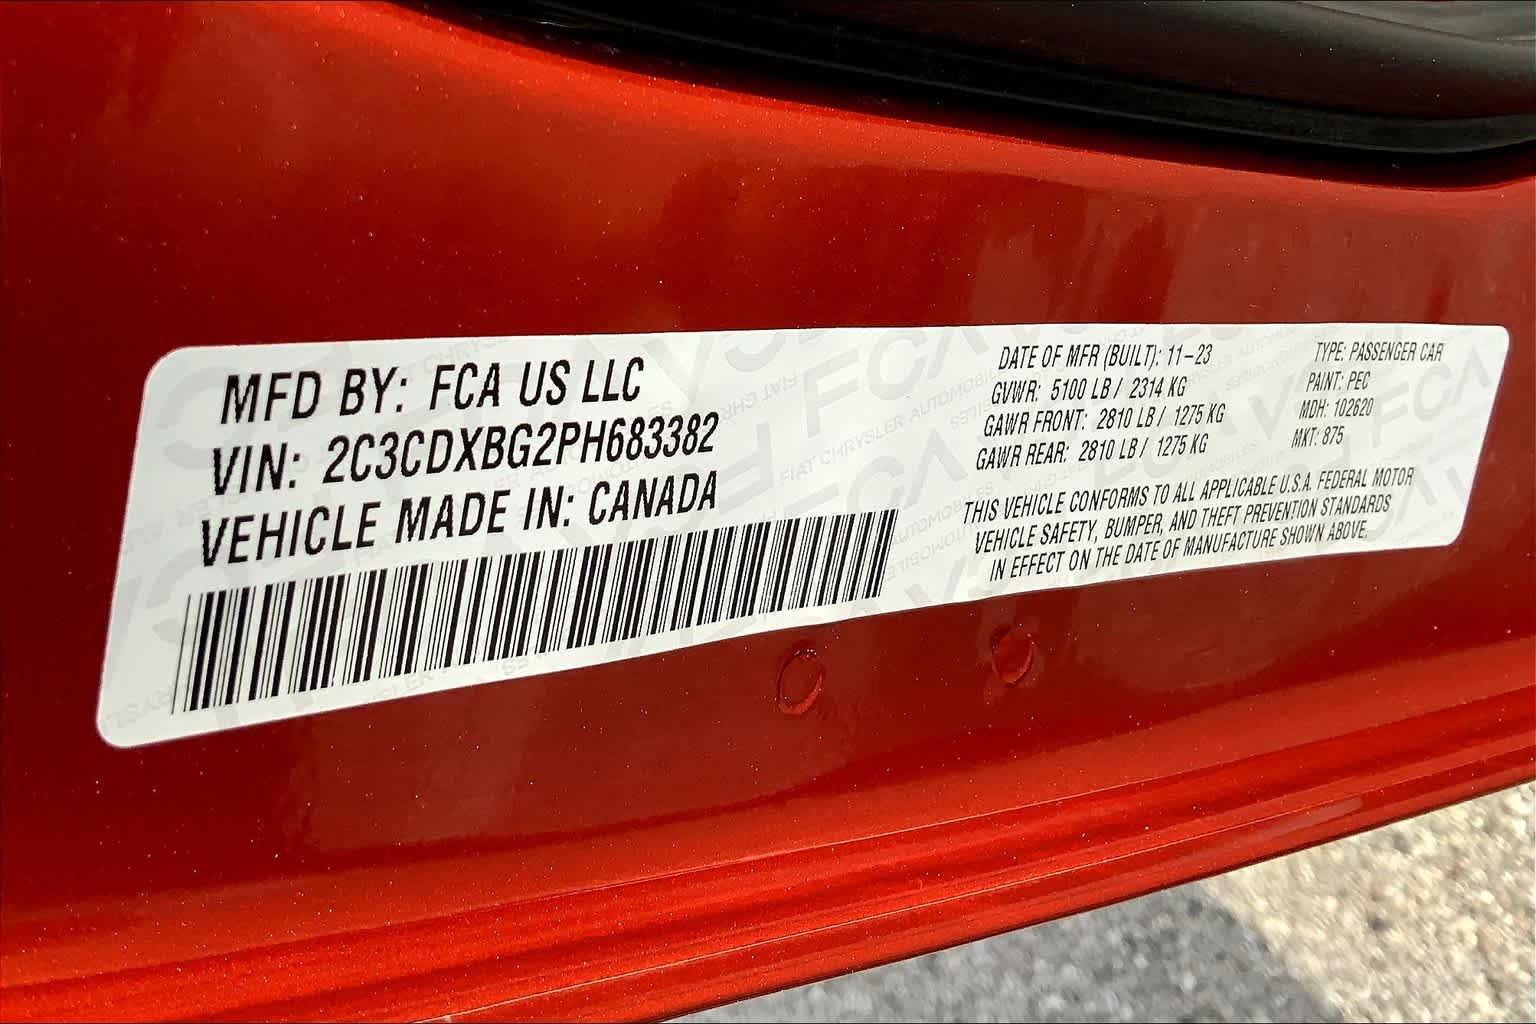 MFD BY: FCA US LLC
VIN: 2C3CDXBG2PH683382
VEHICLE MADE IN: CANADA
DATE OF MFR (BUILT): 11-23
GVWR: 5100 LB / 2314 KG
GAWR FRONT: 2810 LB / 1275 KG
GAWR REAR: 2810 LB / 1275 KG
TYPE: PASSENGER CAR
PAINT: PEC
MDH: 102620
MKT: 875
THIS VEHICLE CONFORMS TO ALL APPLICABLE U.S.A. FEDERAL MOTOR
VEHICLE SAFETY, BUMPER, AND THEFT PREVENTION STANDARDS
IN EFFECT ON THE DATE OF MANUFACTURE SHOWN ABOVE.